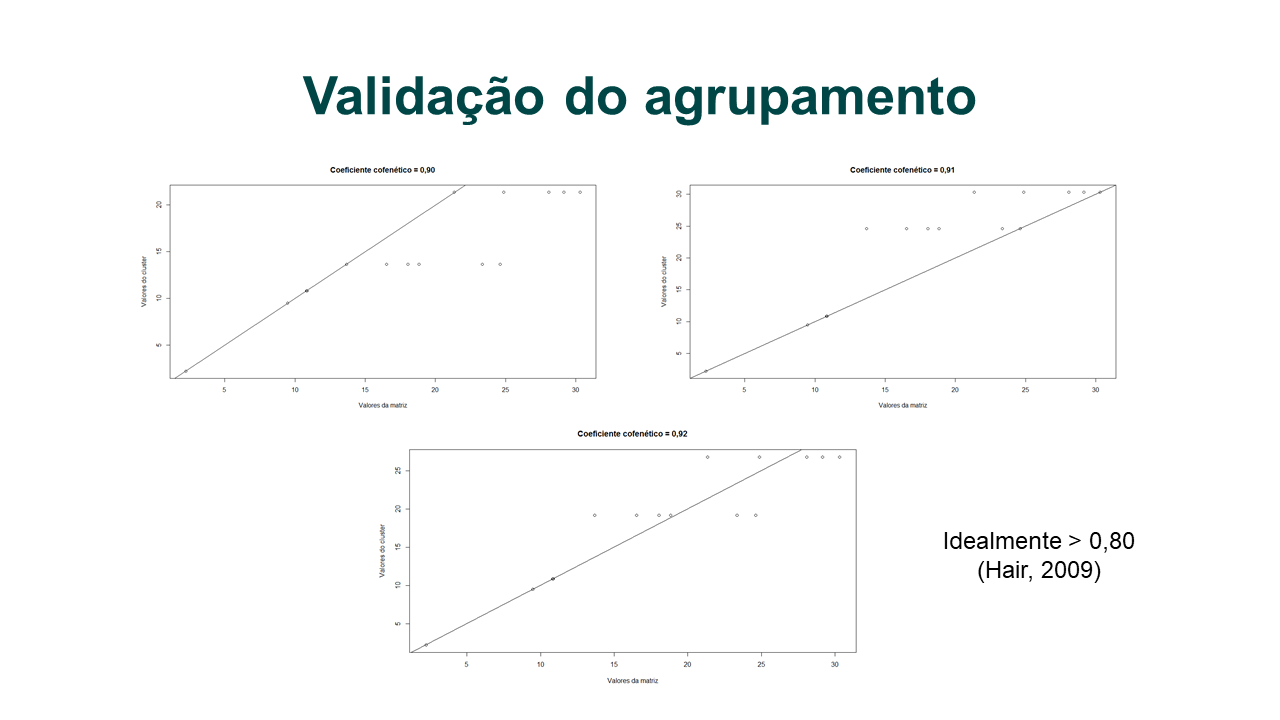 Validação do agrupamento
Coeficiente cofenético = 0,90
Valores do cluster
20
15
10
5
5 10 15 20 25 30
Valores da matriz
Coeficiente cofenético = 0,91
Valores do cluster
30
25
20
15
10
5
5 10 15 20 25 30
Valores da matriz
Coeficiente cofenético = 0,92
Valores do cluster
25
20
15
10
5
5 10 15 20 25 30
Valores da matriz
Idealmente > 0,80
(Hair, 2009)